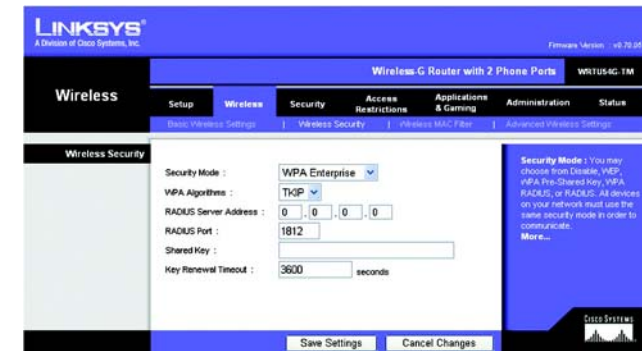 LINKSYS®
A Division of Cisco Systems, Inc.
Firmware Version : v0.70.05
Wireless-G Router with 2 Phone Ports WRTU54G-TM
Wireless
Setup Wireless Security Access Restrictions Applications & Gaming Administration Status
Basic Wireless Settings | Wireless Security | Wireless MAC Filter | Advanced Wireless Settings
Wireless Security
Security Mode : WPA Enterprise
WPA Algorithms : TKIP
RADIUS Server Address : 0 . 0 . 0 . 0
RADIUS Port : 1812
Shared Key :
Key Renewal Timeout : 3600 seconds
Security Mode : You may
choose from Disable, WEP,
WPA Pre-Shared Key, WPA
RADIUS, or RADIUS. All devices
on your network must use the
same security mode in order to
communicate.
More...
CISCO SYSTEMS
Save Settings Cancel Changes